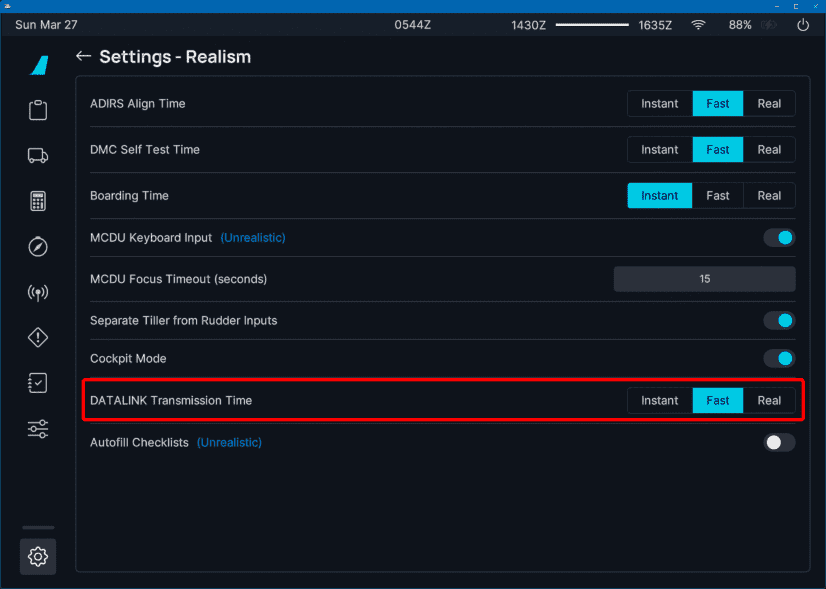 Sun Mar 27 0544Z 1430Z 1635Z 88%
Settings - Realism
ADIRS Align Time Instant Fast Real
DMC Self Test Time Instant Fast Real
Boarding Time Instant Fast Real
MCDU Keyboard Input (Unrealistic)
MCDU Focus Timeout (seconds) 15
Separate Tiller from Rudder Inputs
Cockpit Mode
DATALINK Transmission Time Instant Fast Real
Autofill Checklists (Unrealistic)